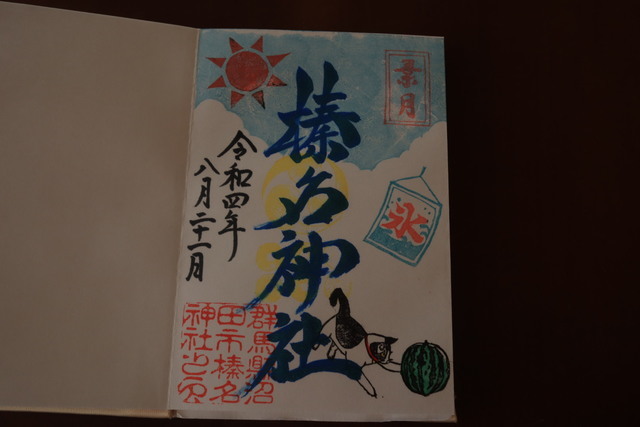 葉月
榛名神社
令和四年
八月二十一日
氷
群馬縣沼
田市榛名
神社之印